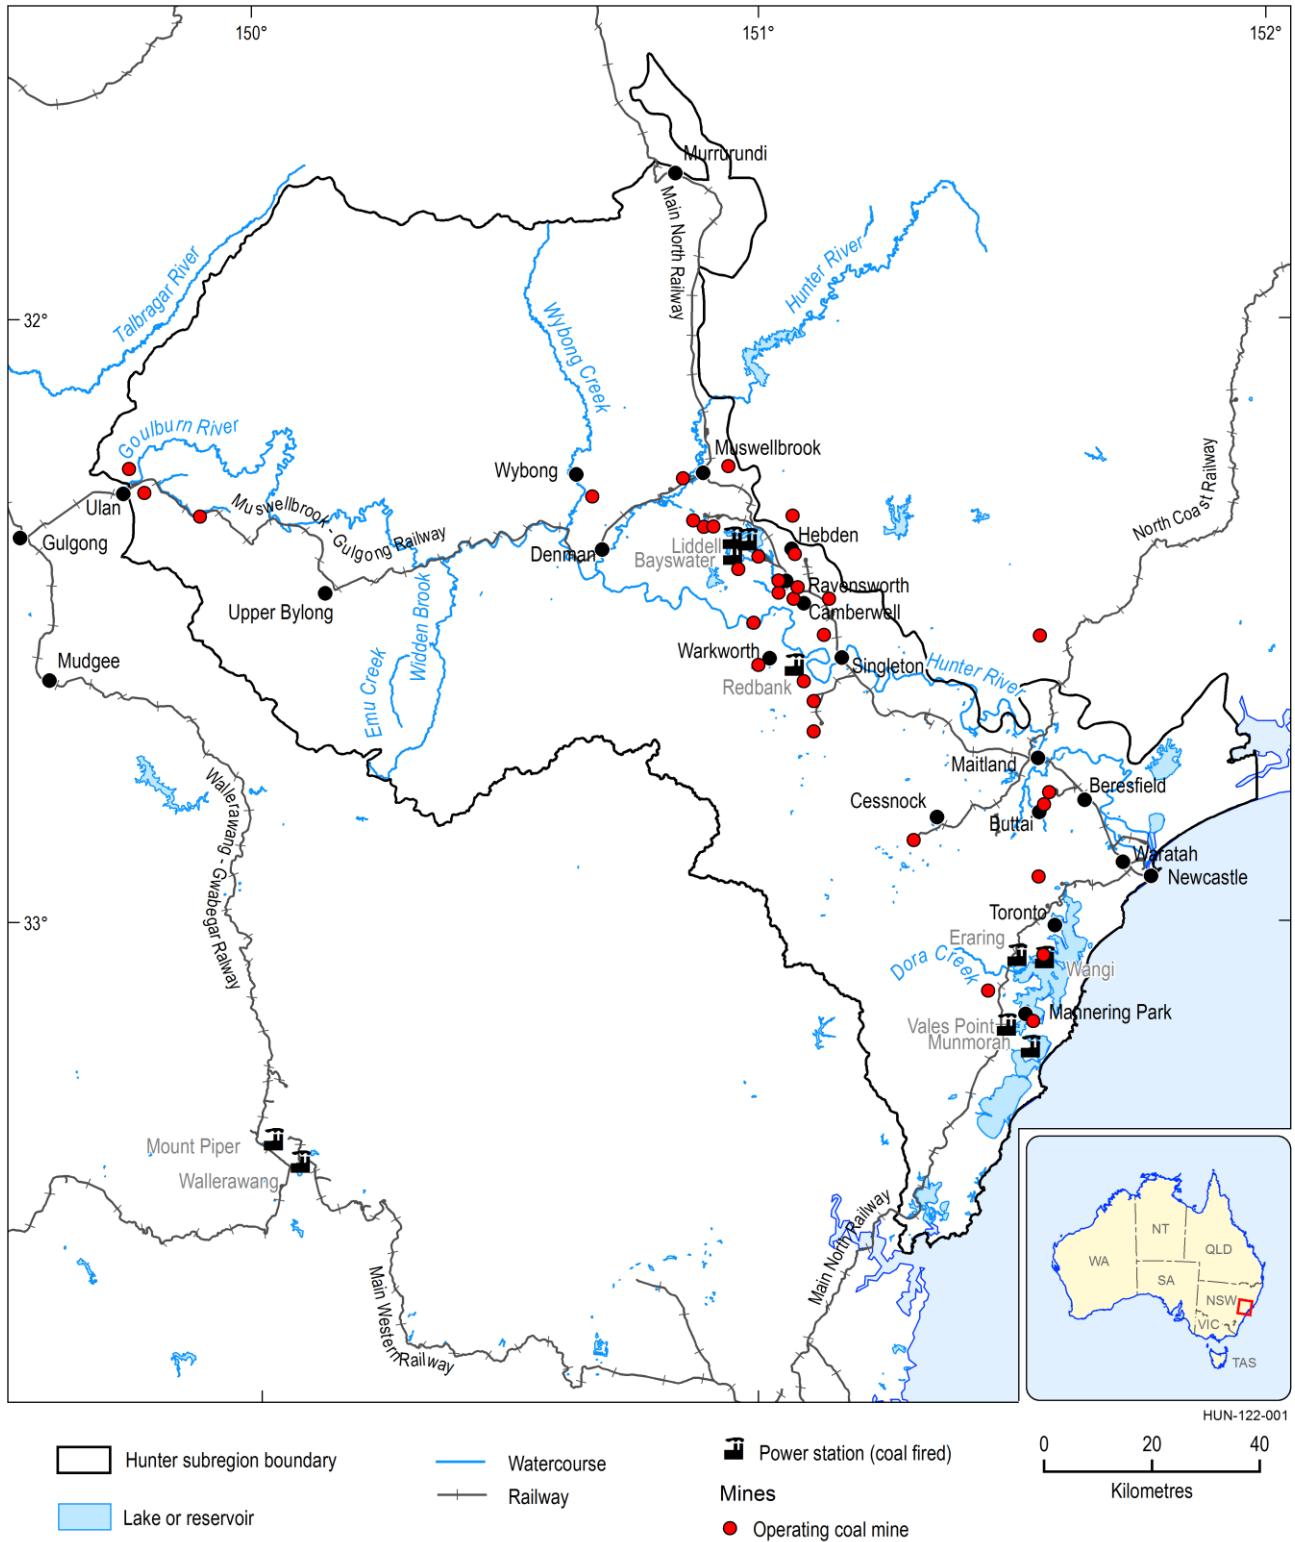 150°
151°
152°
Murrurundi
Main North Railway
Hunter River
Talbragar River
32°
Wybong Creek
Goulburn River
Muswellbrook
Wybong
North Coast Railway
Ulan
Muswellbrook - Gulgong Railway
Gulgong
Hebden
Liddell
Denman
Bayswater
Ravensworth
Upper Bylong
Camberwell
Widden Brook
Warkworth
Mudgee
Singleton
Hunter River
Emu Creek
Redbank
Maitland
Wallerawang - Gwabegar Ralway
Beresfield
Cessnock
Buttai
Waratah
Newcastle
33°
Toronto
Eraring
Dora Creek
Wangi
Mannering Park
Vales Point
Munmorah
Mount Piper
Wallerawang
Main North Railway
Main Western Railway
NT
WA
QLD
SA
NSW
VIC
TAS
HUN-122-001
Hunter subregion boundary
Lake or reservoir
Watercourse
Railway
Power station (coal fired)
Mines
Operating coal mine
0 20 40
Kilometres